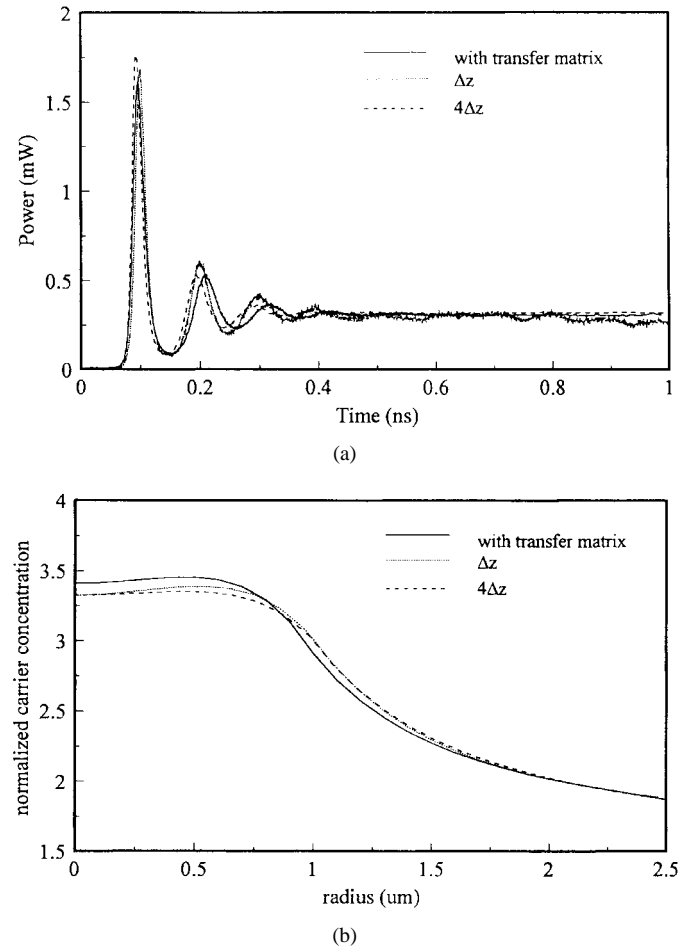 2
1.5
1
0.5
0
Power (mW)
with transfer matrix
Δz
4Δz
0 0.2 0.4 0.6 0.8 1
Time (ns)
(a)
4
3.5
3
2.5
2
1.5
normalized carrier concentration
with transfer matrix
Δz
4Δz
0 0.5 1 1.5 2 2.5
radius (um)
(b)